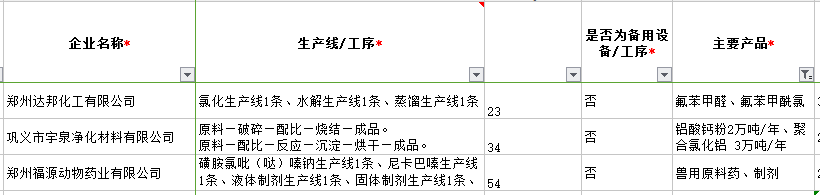 企业名称*
生产线/工序*
是否为备用设
备/工序*
主要产品*
郑州达邦化工有限公司
氯化生产线1条、水解生产线1条、蒸馏生产线1条
23
否
氟苯甲醛、氟苯甲酰氯
巩义市宇泉净化材料有限公司
原料—破碎—配比—烧结—成品。
原料—配比—反应—沉淀—烘干—成品。
34
否
铝酸钙粉2万吨/年、聚
合氯化铝 3万吨/年
郑州福源动物药业有限公司
磺胺氯吡（哒）嗪钠生产线1条、尼卡巴嗪生产线
1条、液体制剂生产线1条、固体制剂生产线1条、
54
否
兽用原料药、制剂